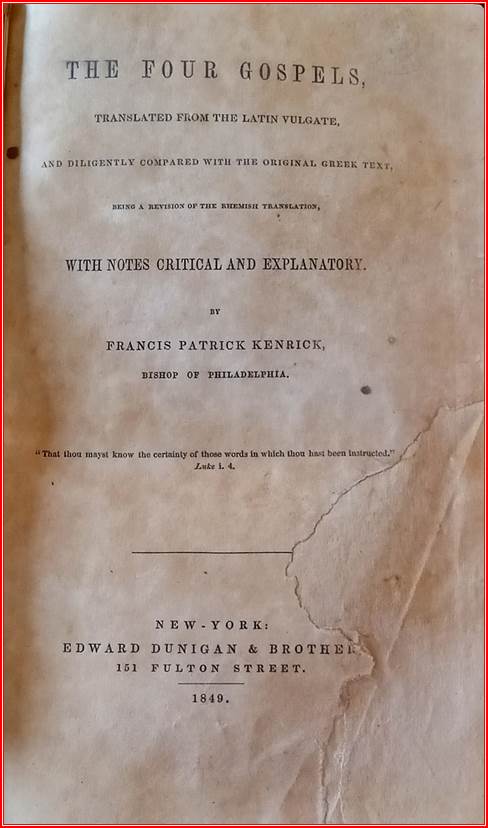 THE FOUR GOSPELS,
TRANSLATED FROM THE LATIN VULGATE,
AND DILIGENTLY COMPARED WITH THE ORIGINAL GREEK TEXT,
BEING A REVISION OF THE RHEMISH TRANSLATION,
WITH NOTES CRITICAL AND EXPLANATORY.
BY
FRANCIS PATRICK KENRICK,
BISHOP OF PHILADELPHIA.
"That thou mayst know the certainty of those words in which thou hast been instructed."
Luke i. 4.
NEW-YORK:
EDWARD DUNIGAN & BROTHER
151 FULTON STREET.
1849.